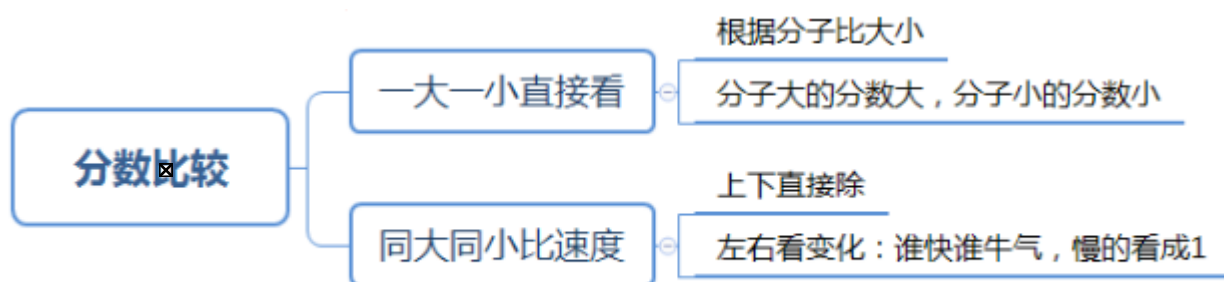 分数比较
一大一小直接看
根据分子比大小
分子大的分数大，分子小的分数小
同大同小比速度
上下直接除
左右看变化：谁快谁牛气，慢的看成1